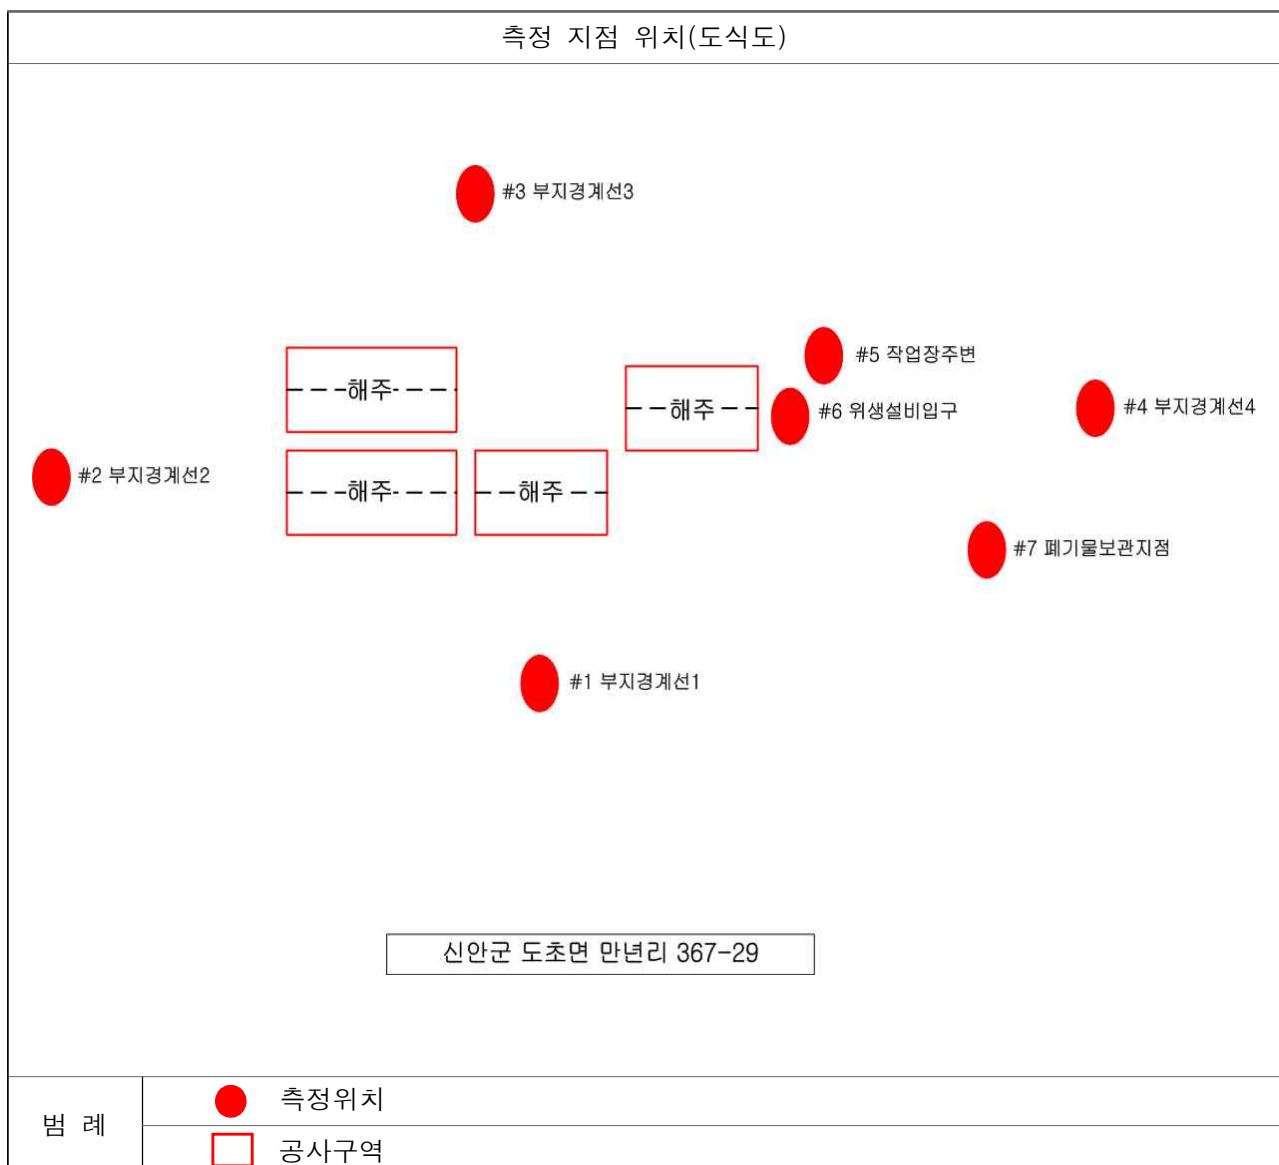 측정 지점 위치(도식도)
#3 부지경계선3
#5 작업장주변
해주
해주
#4 부지경계선4
#6 위생설비입구
#2 부지경계선2
해주
해주
#7 폐기물보관지점
#1 부지경계선1
신안군 도초면 만년리 367-29
범 례
측정위치
공사구역